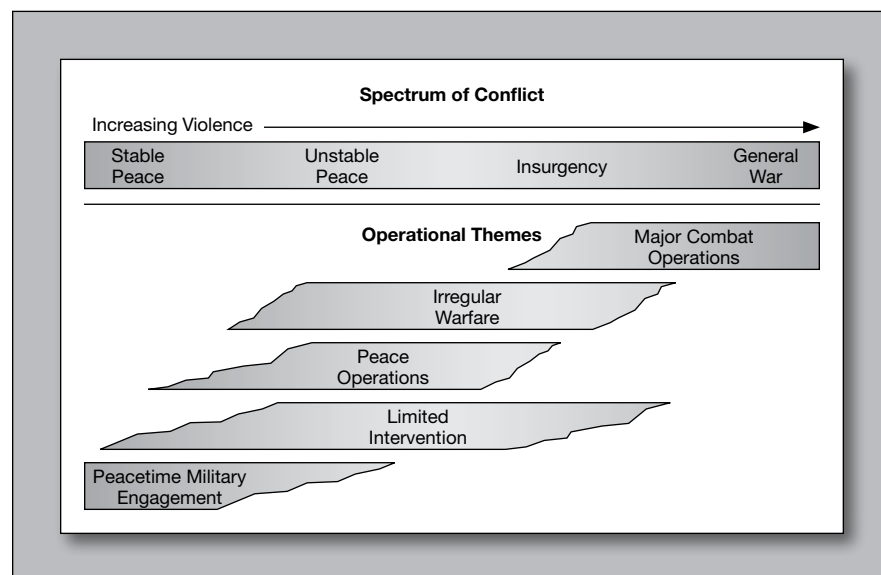 Spectrum of Conflict
Increasing Violence
Stable
Peace
Unstable
Peace
Insurgency
General
War
Operational Themes
Major Combat
Operations
Irregular
Warfare
Peace
Operations
Limited
Intervention
Peacetime Military
Engagement